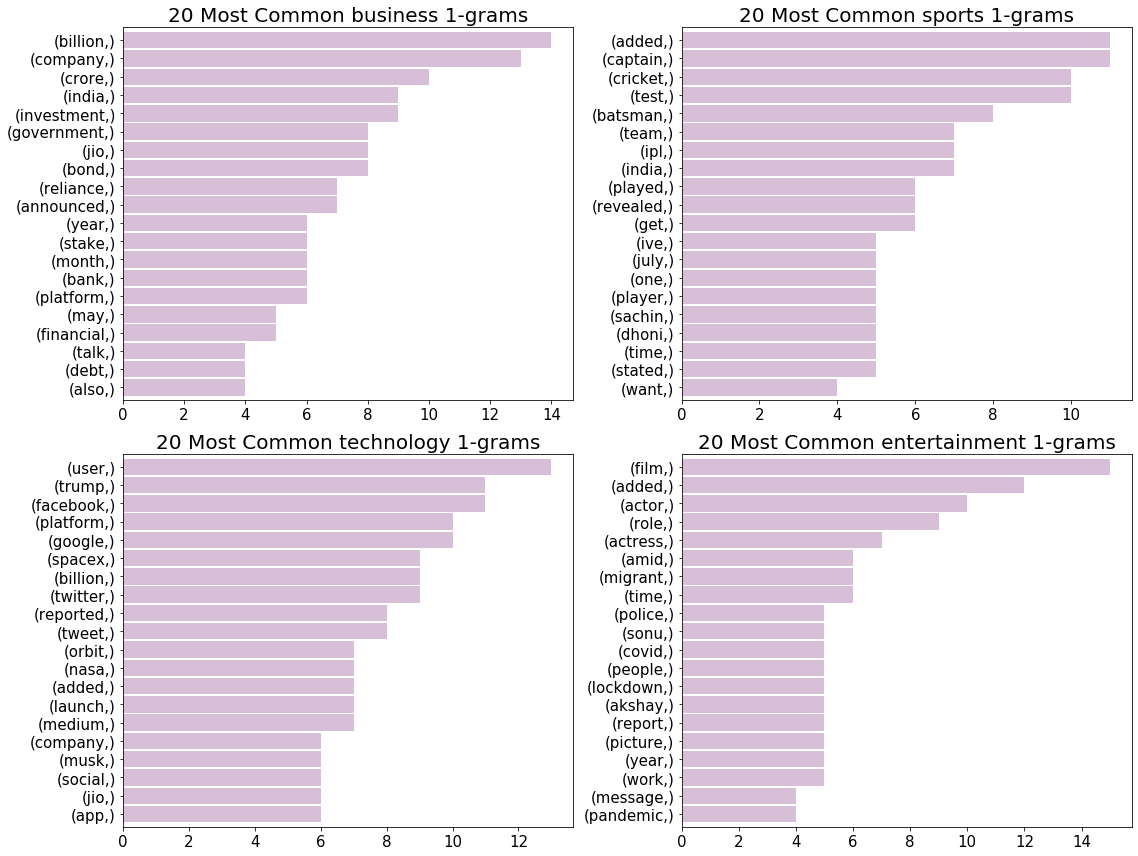 20 Most Common business 1-grams
(billion,)
(company,)
(crore,)
(india,)
(investment,)
(government,)
(jio,)
(bond,)
(reliance,)
(announced,)
(year,)
(stake,)
(month,)
(bank,)
(platform,)
(may,)
(financial,)
(talk,)
(debt,)
(also,)
0 2 4 6 8 10 12 14
20 Most Common sports 1-grams
(added,)
(captain,)
(cricket,)
(test,)
(batsman,)
(team,)
(ipl,)
(india,)
(played,)
(revealed,)
(get,)
(ive,)
(july,)
(one,)
(player,)
(sachin,)
(dhoni,)
(time,)
(stated,)
(want,)
0 2 4 6 8 10
20 Most Common technology 1-grams
(user,)
(trump,)
(facebook,)
(platform,)
(google,)
(spacex,)
(billion,)
(twitter,)
(reported,)
(tweet,)
(orbit,)
(nasa,)
(added,)
(launch,)
(medium,)
(company,)
(musk,)
(social,)
(jio,)
(app,)
0 2 4 6 8 10 12
20 Most Common entertainment 1-grams
(film,)
(added,)
(actor,)
(role,)
(actress,)
(amid,)
(migrant,)
(time,)
(police,)
(sonu,)
(covid,)
(people,)
(lockdown,)
(akshay,)
(report,)
(picture,)
(year,)
(work,)
(message,)
(pandemic,)
0 2 4 6 8 10 12 14